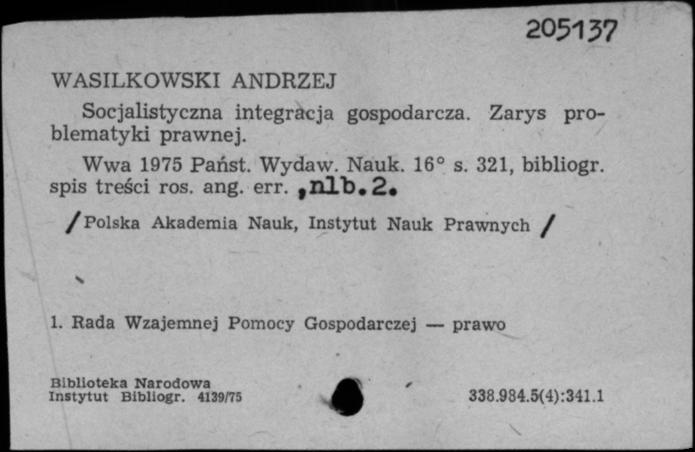 205137
WASILKOWSKI ANDRZEJ
Socjalistyczna integracja gospodarcza. Zarys pro-
blematyki prawnej.
Wwa 1975 Państ. Wydaw. Nauk. 16° s. 321, bibliogr.
spis treści ros. ang. err. ,nlb.2.
/Polska Akademia Nauk, Instytut Nauk Prawnych /
1. Rada Wzajemnej Pomocy Gospodarczej — prawo
Biblioteka Narodowa
Instytut Bibliogr. 4139/75
338.984.5(4):341.1